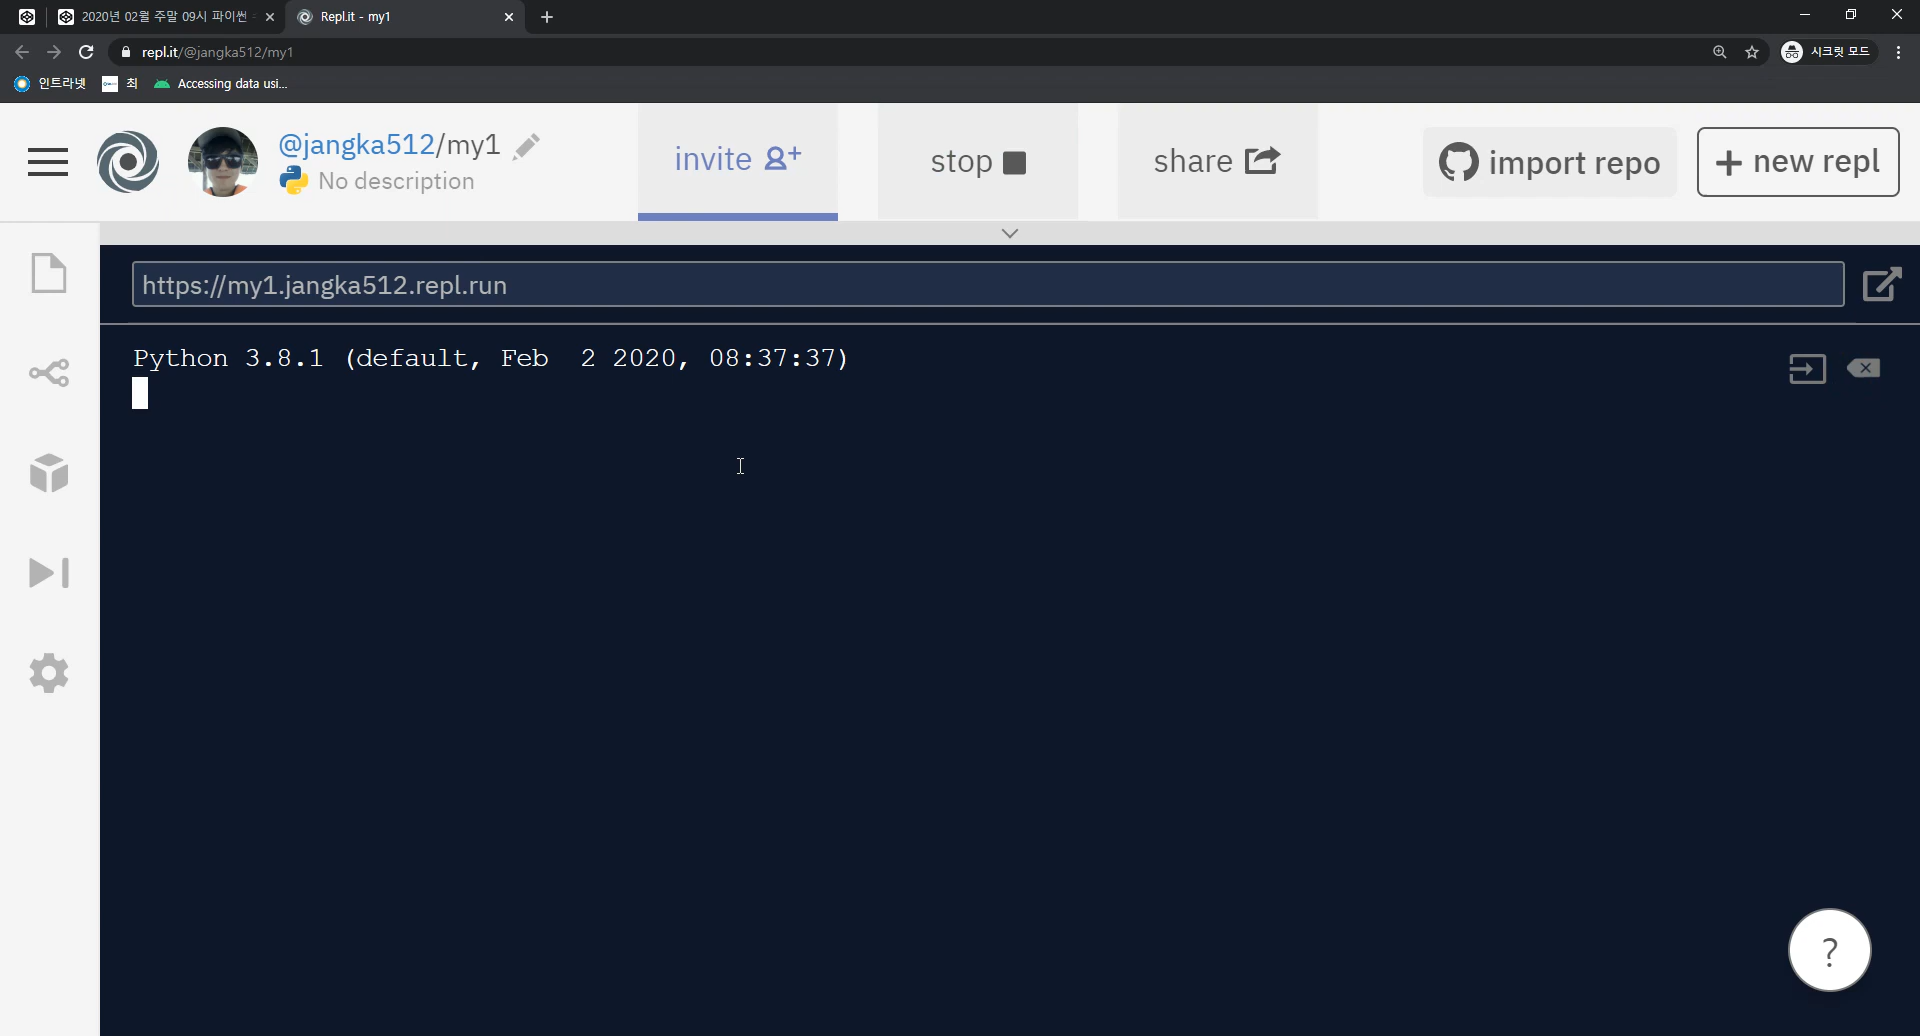 2020년 02월 주말 09시 파이썬
Repl.it - my1
repl.it/@jangka512/my1
시크릿 모드
인트라넷
최
Accessing data usi...
@jangka512/my1
No description
invite
stop
share
import repo
+ new repl
https://my1.jangka512.repl.run
Python 3.8.1 (default, Feb  2 2020, 08:37:37)
?